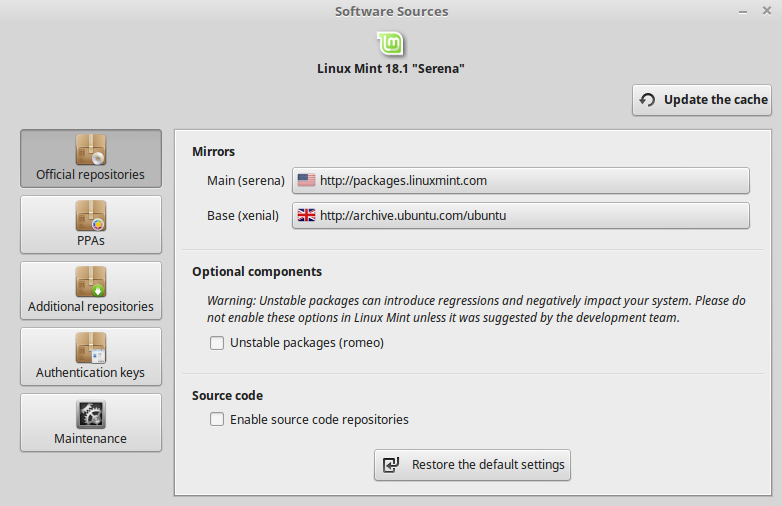 Software Sources
Linux Mint 18.1 "Serena"
Update the cache
Official repositories
PPAs
Additional repositories
Authentication keys
Maintenance
Mirrors
Main (serena) http://packages.linuxmint.com
Base (xenial) http://archive.ubuntu.com/ubuntu
Optional components
Warning: Unstable packages can introduce regressions and negatively impact your system. Please do
not enable these options in Linux Mint unless it was suggested by the development team.
Unstable packages (romeo)
Source code
Enable source code repositories
Restore the default settings